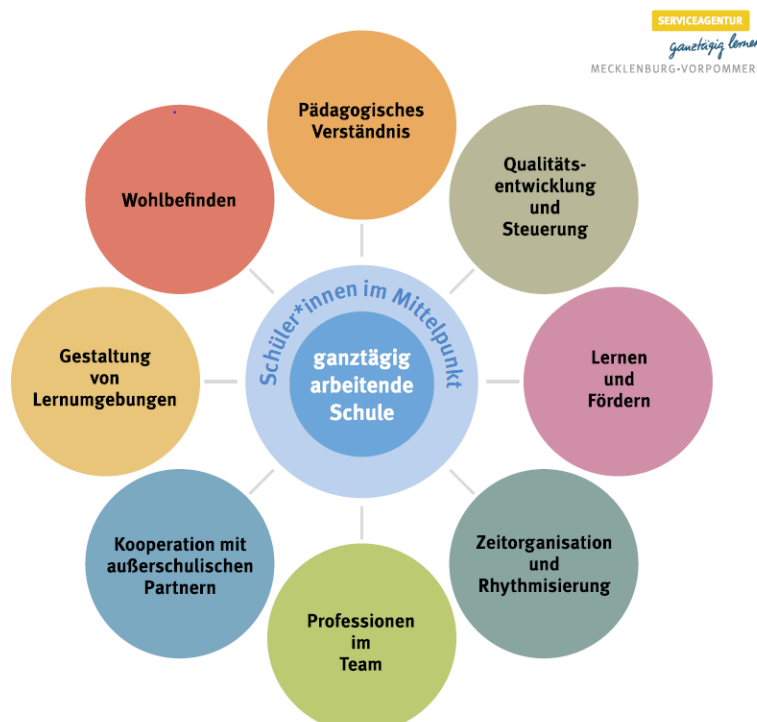 SERVICEAGENTUR
ganztägig lernen
MECKLENBURG-VORPOMMER
Pädagogisches
Verständnis
Qualitäts-
entwicklung
und
Steuerung
Lernen
und
Fördern
Zeitorganisation
und
Rhythmisierung
Professionen
im
Team
Kooperation mit
außerschulischen
Partnern
Gestaltung
von
Lernumgebungen
Wohlbefinden
Schüler*innen im Mittelpunkt
ganztägig
arbeitende
Schule